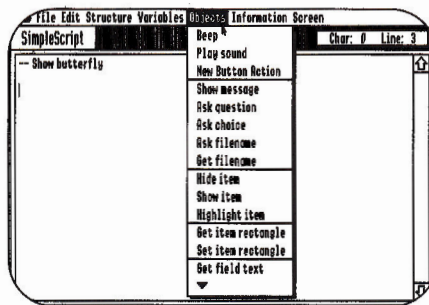 File Edit Structure Variables Objects Information Screen
SimpleScript Char: 0 Line: 3
-- Show butterfly
Beep
Play sound
New Button Action
Show message
Ask question
Ask choice
Ask filename
Get filename
Hide item
Show item
Highlight item
Get item rectangle
Set item rectangle
Get field text